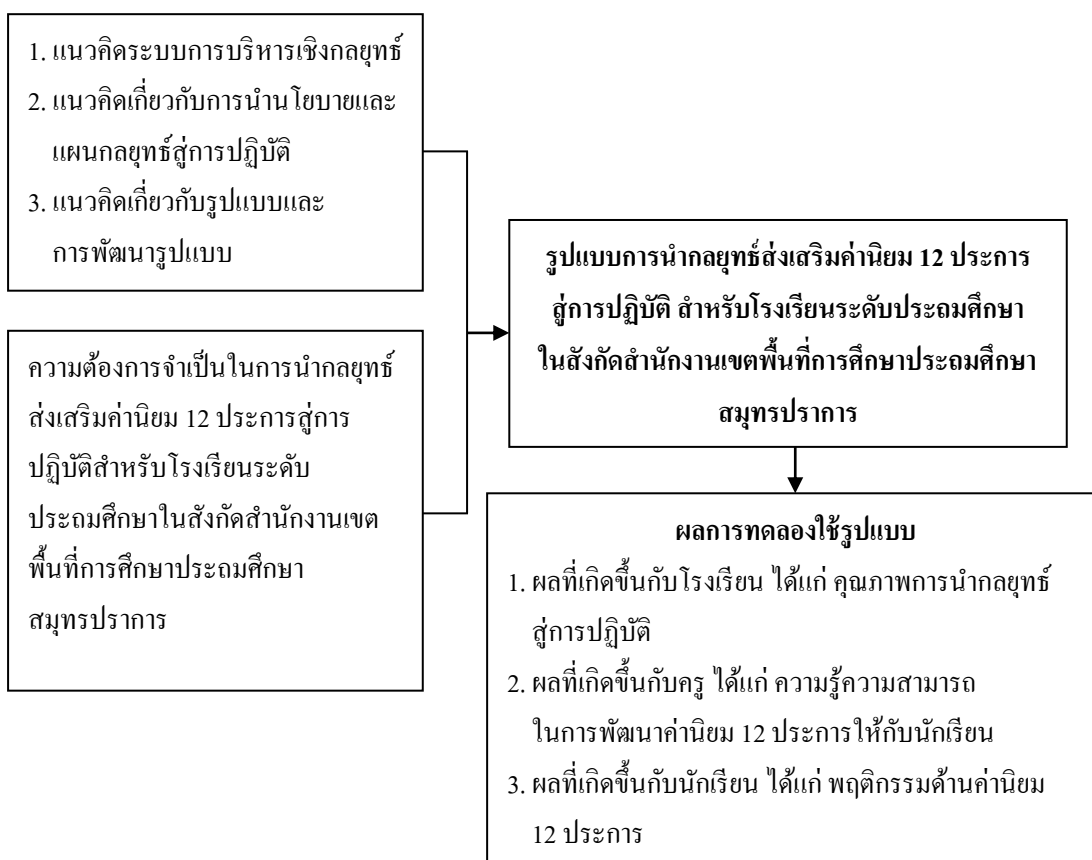 1. แนวคิดระบบการบริหารเชิงกลยุทธ์
2. แนวคิดเกี่ยวกับการนำนโยบายและ
แผนกลยุทธ์สู่การปฏิบัติ
3. แนวคิดเกี่ยวกับรูปแบบและ
การพัฒนารูปแบบ
ความต้องการจำเป็นในการนำกลยุทธ์
ส่งเสริมค่านิยม 12 ประการสู่การ
ปฏิบัติสำหรับโรงเรียนระดับ
ประถมศึกษาในสังกัดสำนักงานเขต
พื้นที่การศึกษาประถมศึกษา
สมุทรปราการ
รูปแบบการนำกลยุทธ์ส่งเสริมค่านิยม 12 ประการ
สู่การปฏิบัติ สำหรับโรงเรียนระดับประถมศึกษา
ในสังกัดสำนักงานเขตพื้นที่การศึกษาประถมศึกษา
สมุทรปราการ
ผลการทดลองใช้รูปแบบ
1. ผลที่เกิดขึ้นกับโรงเรียน ได้แก่ คุณภาพการนำกลยุทธ์
สู่การปฏิบัติ
2. ผลที่เกิดขึ้นกับครู ได้แก่ ความรู้ความสามารถ
ในการพัฒนาค่านิยม 12 ประการให้กับนักเรียน
3. ผลที่เกิดขึ้นกับนักเรียน ได้แก่ พฤติกรรมด้านค่านิยม
12 ประการ